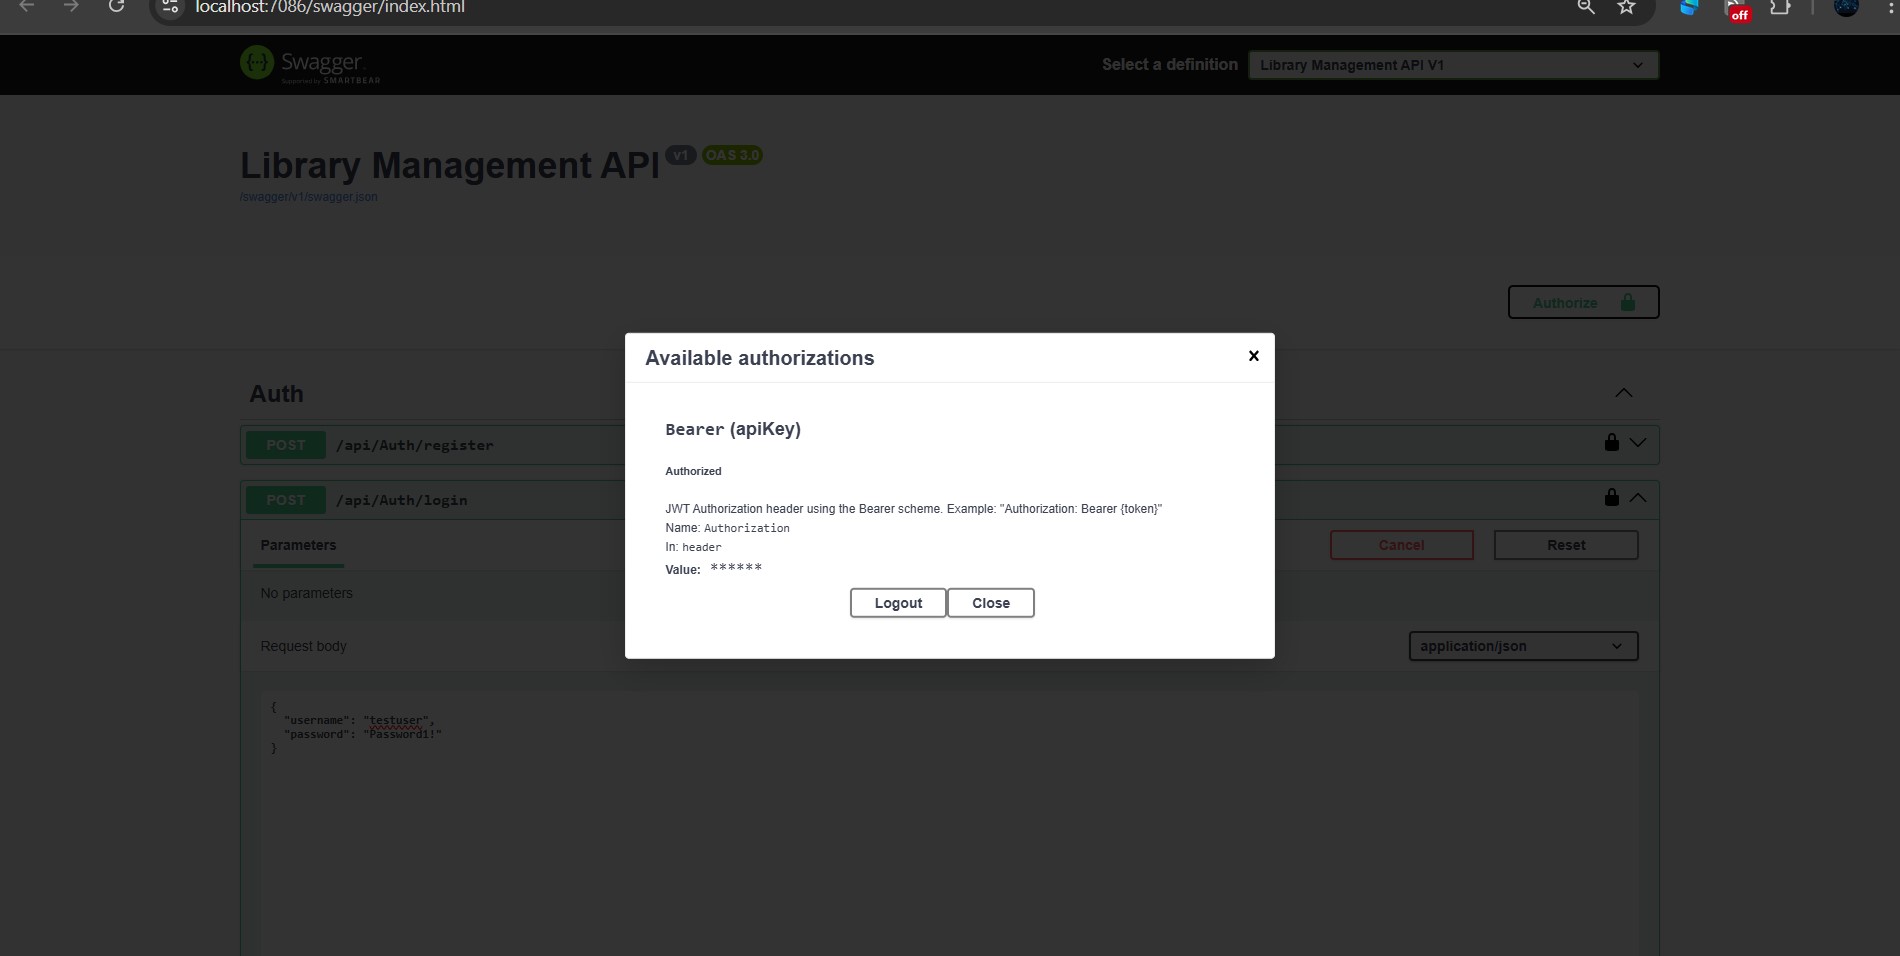 localhost:7086/swagger/index.html
off
Swagger.
Supported by SMARTBEAR
Select a definition
Library Management API V1
Library Management API v1 OAS 3.0
/swagger/v1/swagger.json
Authorize
Available authorizations
Bearer (apiKey)
Authorized
JWT Authorization header using the Bearer scheme. Example: "Authorization: Bearer {token}"
Name: Authorization
In: header
Value: ******
Logout
Close
Auth
POST /api/Auth/register
POST /api/Auth/login
Parameters
Cancel
Reset
No parameters
Request body
application/json
{
"username": "testuser",
"password": "Password1!"
}